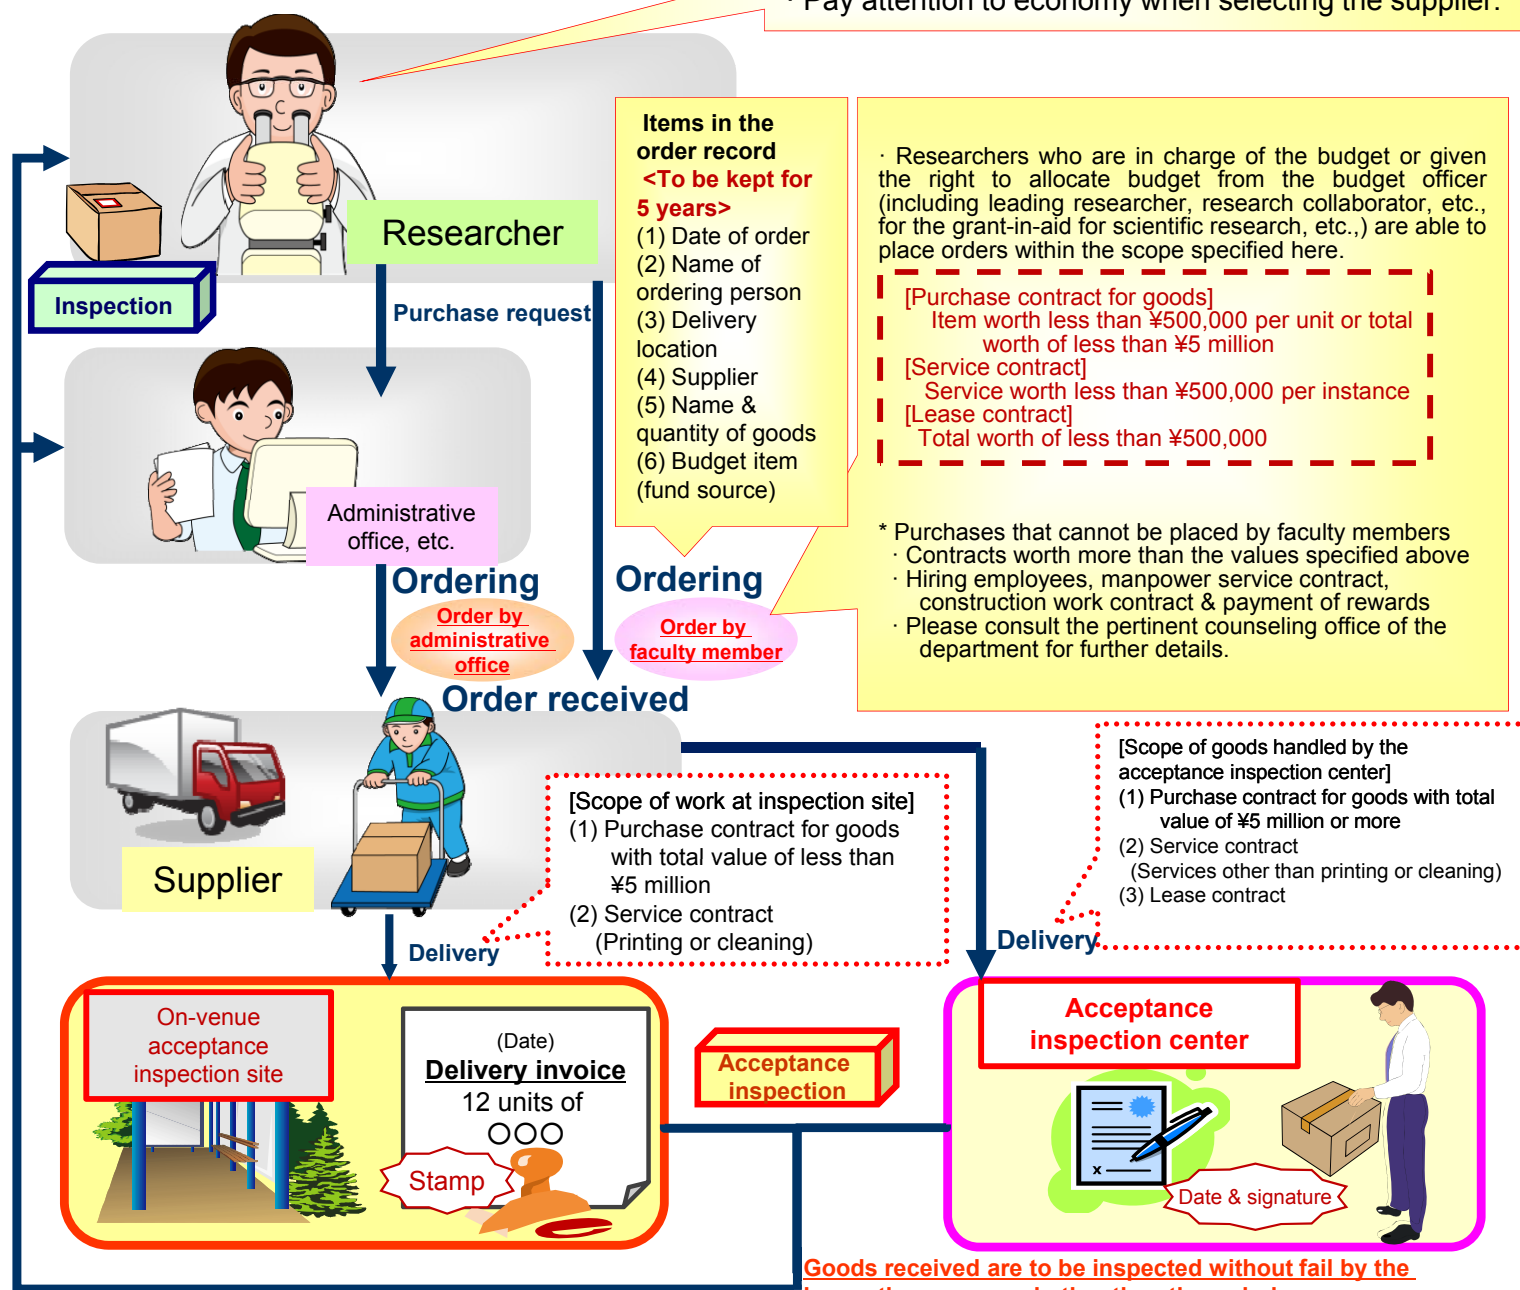 · Pay attention to economy when selecting the supplier.
Items in the
order record
<To be kept for
5 years>
(1) Date of order
(2) Name of
ordering person
(3) Delivery
location
(4) Supplier
(5) Name &
quantity of goods
(6) Budget item
(fund source)
· Researchers who are in charge of the budget or given
the right to allocate budget from the budget officer
(including leading researcher, research collaborator, etc.,
for the grant-in-aid for scientific research, etc.,) are able to
place orders within the scope specified here.
[Purchase contract for goods]
Item worth less than ¥500,000 per unit or total
worth of less than ¥5 million
[Service contract]
Service worth less than ¥500,000 per instance
[Lease contract]
Total worth of less than ¥500,000
* Purchases that cannot be placed by faculty members
· Contracts worth more than the values specified above
· Hiring employees, manpower service contract,
construction work contract & payment of rewards
· Please consult the pertinent counseling office of the
department for further details.
Researcher
Inspection
Purchase request
Administrative
office, etc.
Ordering
Order by
administrative
office
Ordering
Order by
faculty member
Order received
Supplier
[Scope of work at inspection site]
(1) Purchase contract for goods
with total value of less than
¥5 million
(2) Service contract
(Printing or cleaning)
[Scope of goods handled by the
acceptance inspection center]
(1) Purchase contract for goods with total
value of ¥5 million or more
(2) Service contract
(Services other than printing or cleaning)
(3) Lease contract
Delivery
Delivery
On-venue
acceptance
inspection site
(Date)
Delivery invoice
12 units of
○○○
Stamp
Acceptance
inspection
Acceptance
inspection center
x
Date & signature
Goods received are to be inspected without fail by the